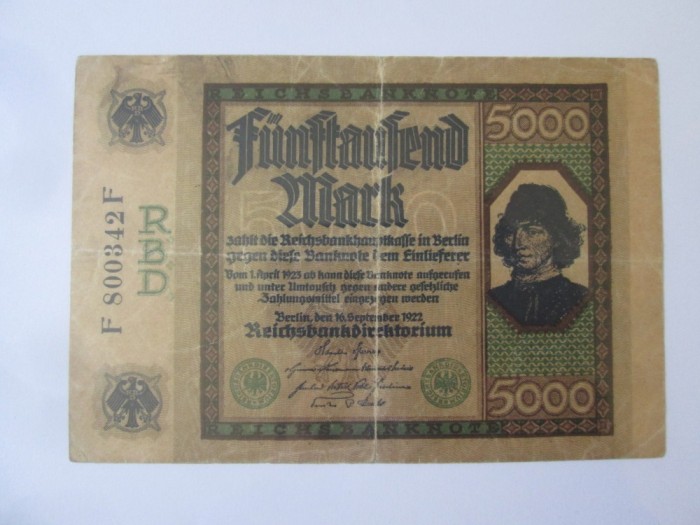 REICHSBANKNOTE
Fünftausend
Mark
zahlt die Reichsbankhauptkasse in Berlin
gegen diese Banknote dem Einlieferer
Vom 1. April 1923 ab kann diese Banknote aufgerufen
und unter Umtausch gegen andere gesetzliche
Zahlungsmittel eingezogen werden
Berlin, den 16. September 1922
Reichsbankdirektorium
REICHSBANKNOTE
5000
5000
F 800342 F
RBD